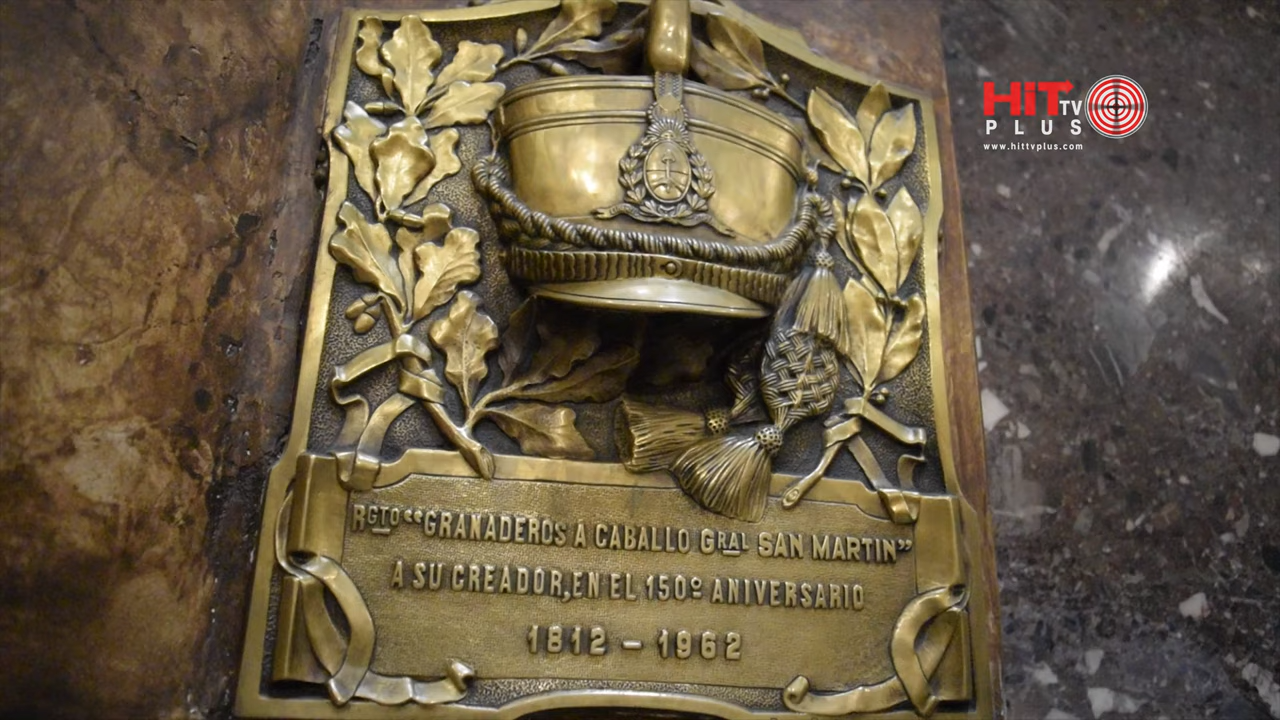 HiT TV
PLUS
www.hittvplus.com
RGTO "GRANADEROS A CABALLO GRAL SAN MARTIN"
A SU CREADOR, EN EL 150º ANIVERSARIO
1812 - 1962